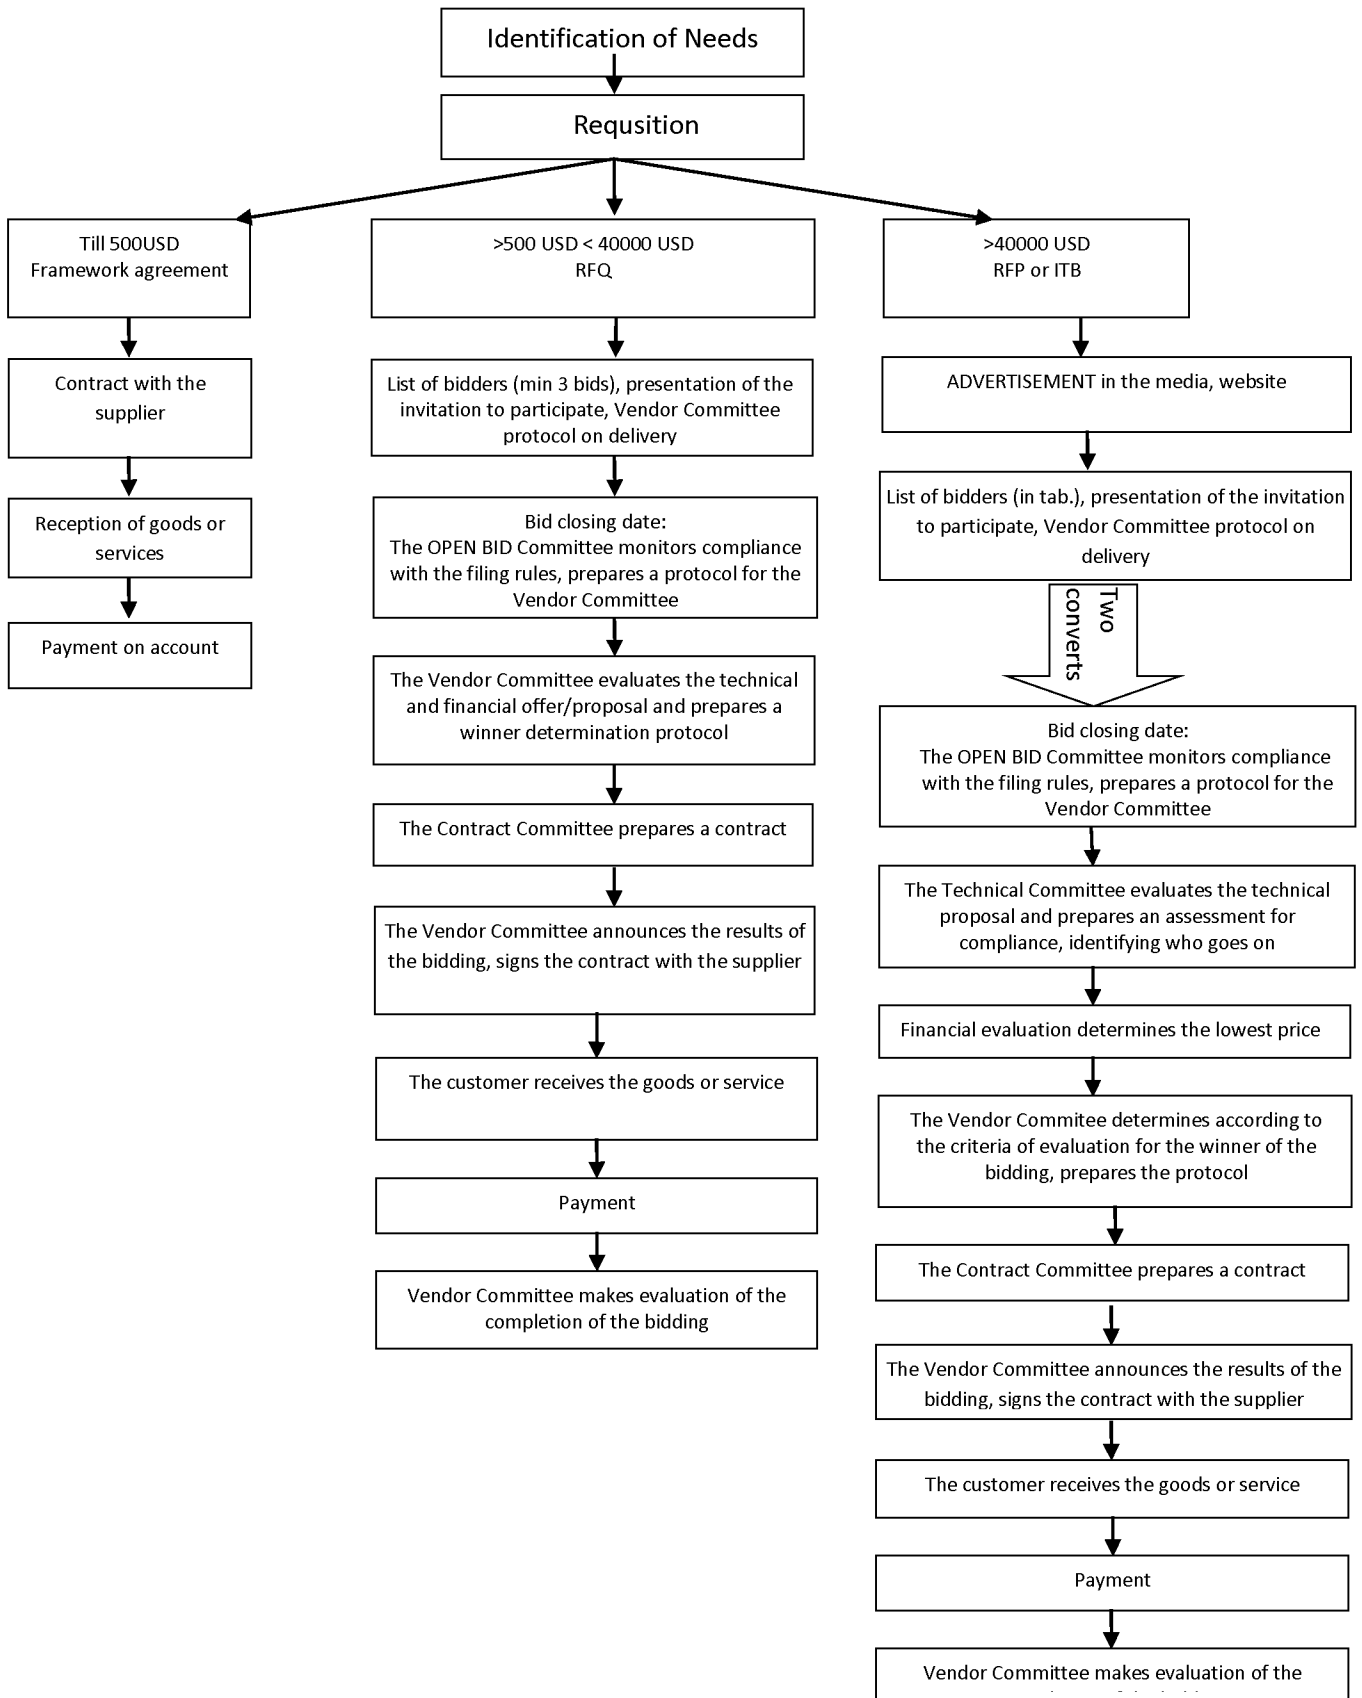 Identification of Needs
Requsition
Till 500USD
Framework agreement
Contract with the
supplier
Reception of goods or
services
Payment on account
>500 USD < 40000 USD
RFQ
List of bidders (min 3 bids), presentation of the
invitation to participate, Vendor Committee
protocol on delivery
Bid closing date:
The OPEN BID Committee monitors compliance
with the filing rules, prepares a protocol for the
Vendor Committee
The Vendor Committee evaluates the technical
and financial offer/proposal and prepares a
winner determination protocol
The Contract Committee prepares a contract
The Vendor Committee announces the results of
the bidding, signs the contract with the supplier
The customer receives the goods or service
Payment
Vendor Committee makes evaluation of the
completion of the bidding
>40000 USD
RFP or ITB
ADVERTISEMENT in the media, website
List of bidders (in tab.), presentation of the invitation
to participate, Vendor Committee protocol on
delivery
Two
converts
Bid closing date:
The OPEN BID Committee monitors compliance
with the filing rules, prepares a protocol for the
Vendor Committee
The Technical Committee evaluates the technical
proposal and prepares an assessment for
compliance, identifying who goes on
Financial evaluation determines the lowest price
The Vendor Commitee determines according to
the criteria of evaluation for the winner of the
bidding, prepares the protocol
The Contract Committee prepares a contract
The Vendor Committee announces the results of the
bidding, signs the contract with the supplier
The customer receives the goods or service
Payment
Vendor Committee makes evaluation of the